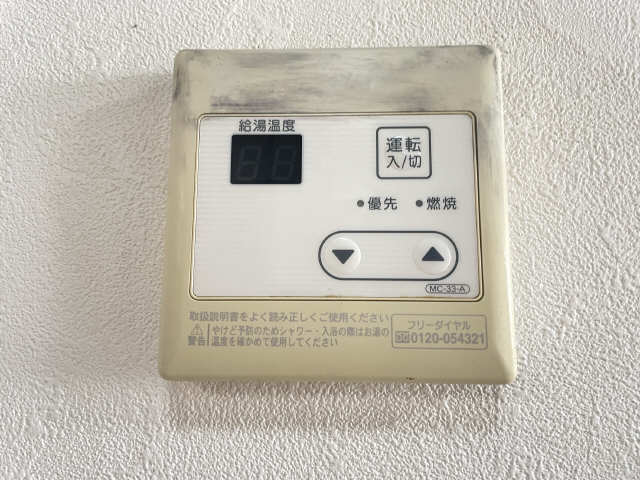 給湯温度
運転
入/切
優先 燃焼
MC-33-A
取扱説明書をよく読み正しくご使用ください
警告 やけど予防のためシャワー・入浴の際はお湯の
温度を確かめて使用してください
フリーダイヤル
0120-054321